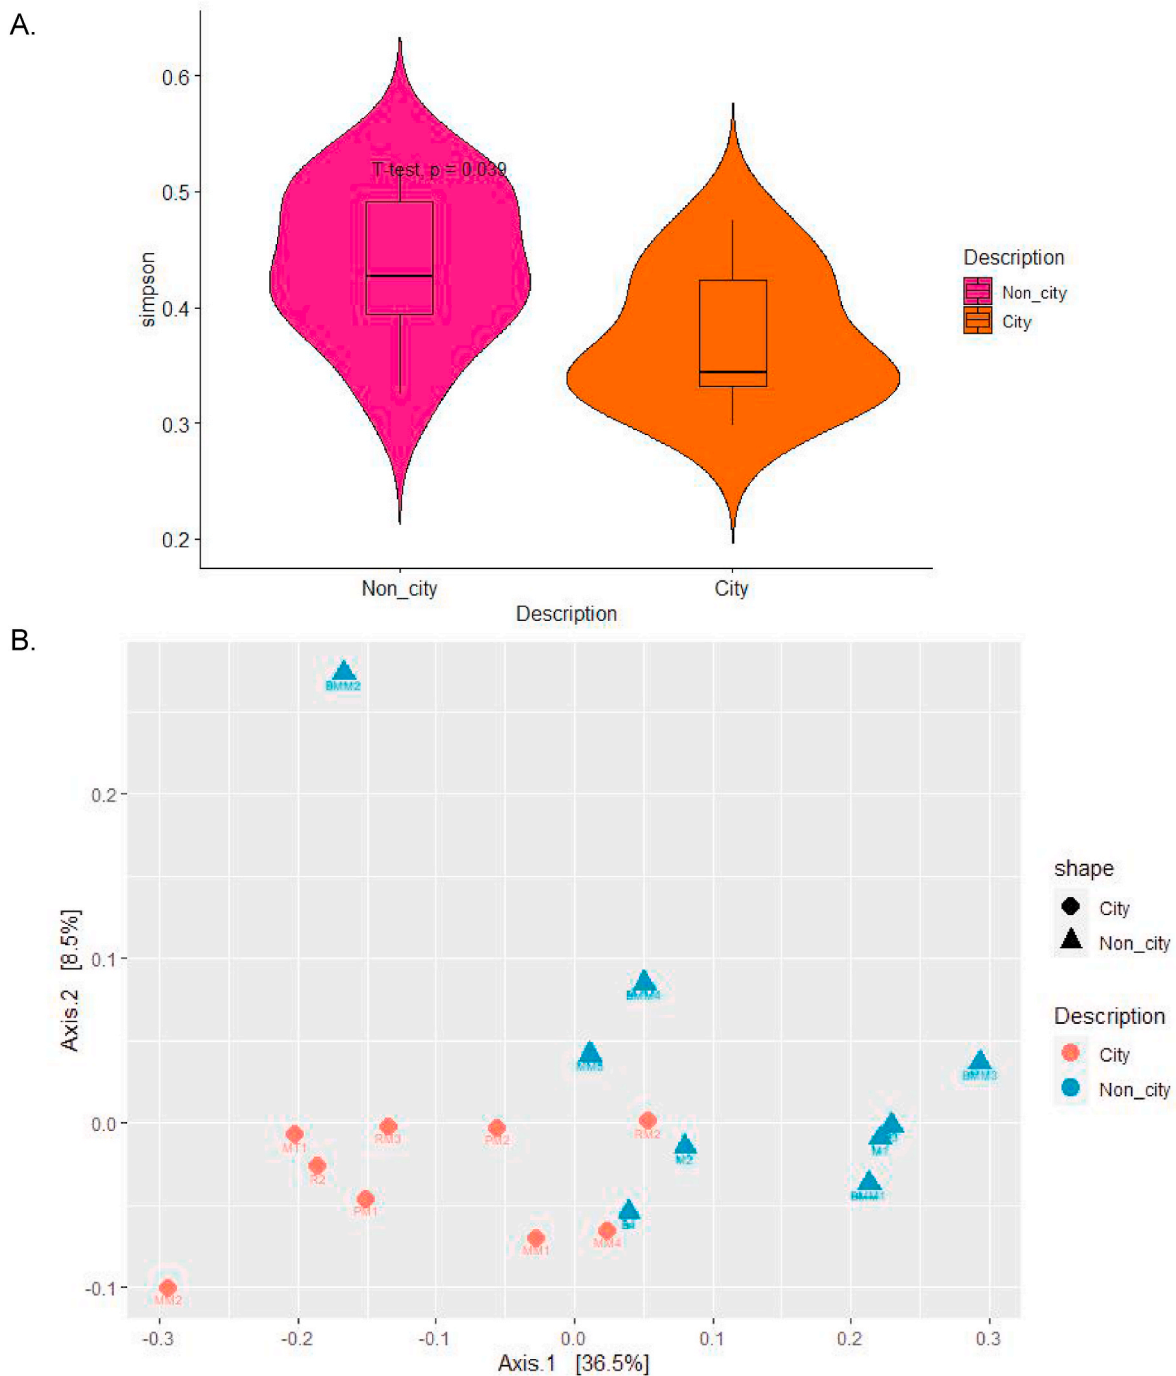 A.
0.6
0.5
0.4
0.3
0.2
simpson
T-test, p = 0.039
Non_city
City
Description
Description
Non_city
City
B.
BMM2
BMM4
MM3
BMM3
MT1
RM3
PM2
RM2
R2
M2
M1
PM1
BMM1
MM1
MM4
MM2
0.2
0.1
0.0
-0.1
Axis.2 [8.5%]
-0.3
-0.2
-0.1
0.0
0.1
0.2
0.3
Axis.1 [36.5%]
shape
City
Non_city
Description
City
Non_city